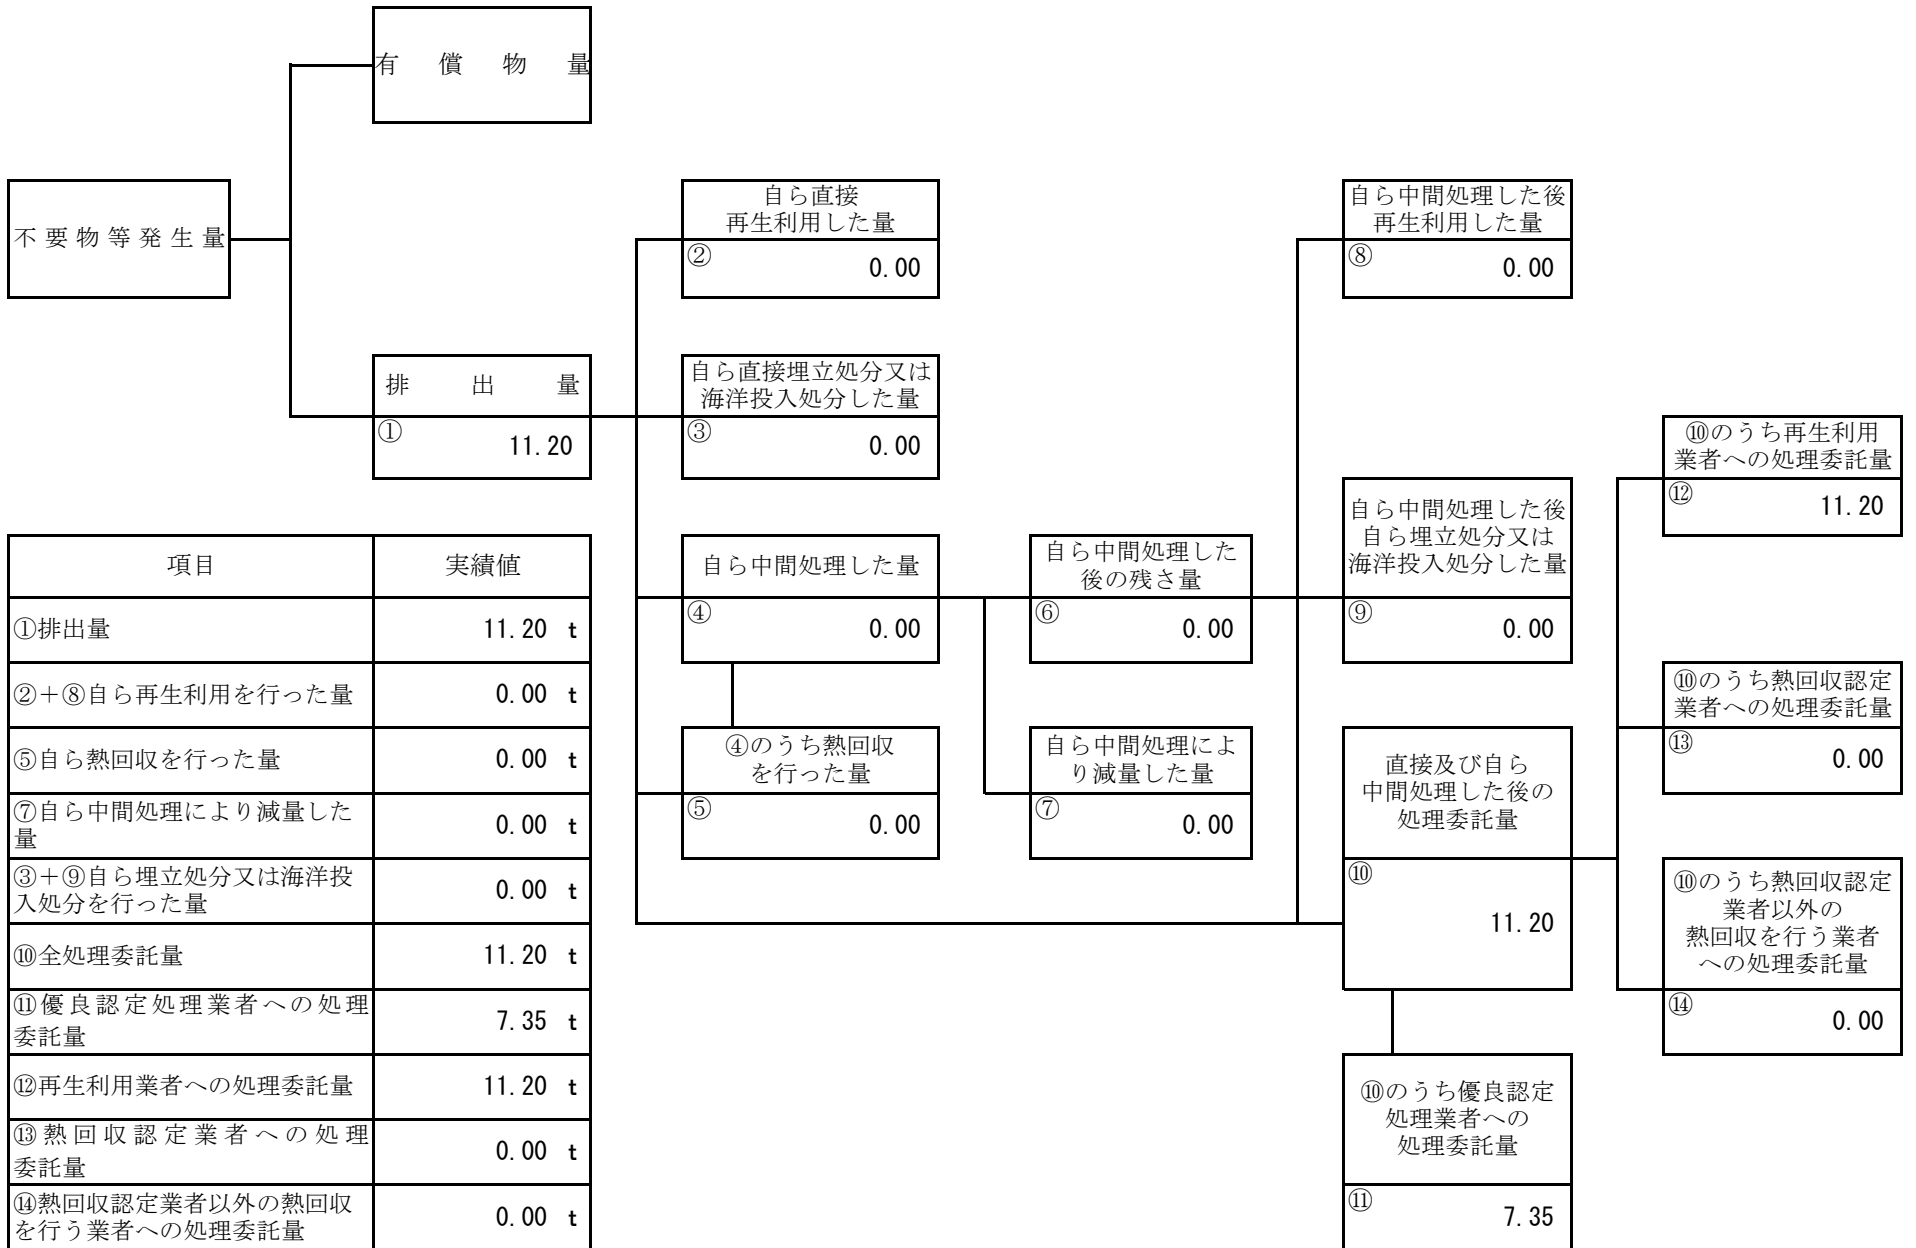 有償物量
不要物等発生量
排出量
①
11.20
自ら直接
再生利用した量
②
0.00
自ら直接埋立処分又は
海洋投入処分した量
③
0.00
自ら中間処理した量
④
0.00
④のうち熱回収
を行った量
⑤
0.00
自ら中間処理した
後の残さ量
⑥
0.00
自ら中間処理によ
り減量した量
⑦
0.00
自ら中間処理した後
再生利用した量
⑧
0.00
自ら中間処理した後
自ら埋立処分又は
海洋投入処分した量
⑨
0.00
直接及び自ら
中間処理した後の
処理委託量
⑩
11.20
⑩のうち優良認定
処理業者への
処理委託量
⑪
7.35
⑩のうち再生利用
業者への処理委託量
⑫
11.20
⑩のうち熱回収認定
業者への処理委託量
⑬
0.00
⑩のうち熱回収認定
業者以外の
熱回収を行う業者
への処理委託量
⑭
0.00
項目 実績値
①排出量 11.20 t
②+⑧自ら再生利用を行った量 0.00 t
⑤自ら熱回収を行った量 0.00 t
⑦自ら中間処理により減量した
量 0.00 t
③+⑨自ら埋立処分又は海洋投
入処分を行った量 0.00 t
⑩全処理委託量 11.20 t
⑪優良認定処理業者への処理
委託量 7.35 t
⑫再生利用業者への処理委託量 11.20 t
⑬熱回収認定業者への処理
委託量 0.00 t
⑭熱回収認定業者以外の熱回収
を行う業者への処理委託量 0.00 t